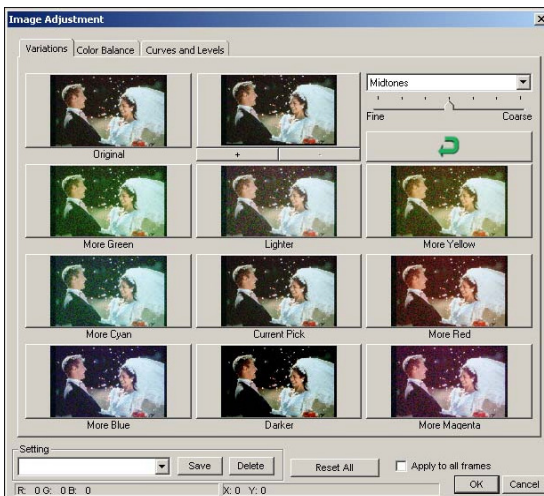 Image Adjustment
Variations Color Balance Curves and Levels
Midtones
Fine Coarse
Original + -
More Green Lighter More Yellow
More Cyan Current Pick More Red
More Blue Darker More Magenta
Setting
Save Delete Reset All Apply to all frames
OK Cancel
R: 0 G: 0 B: 0 X: 0 Y: 0